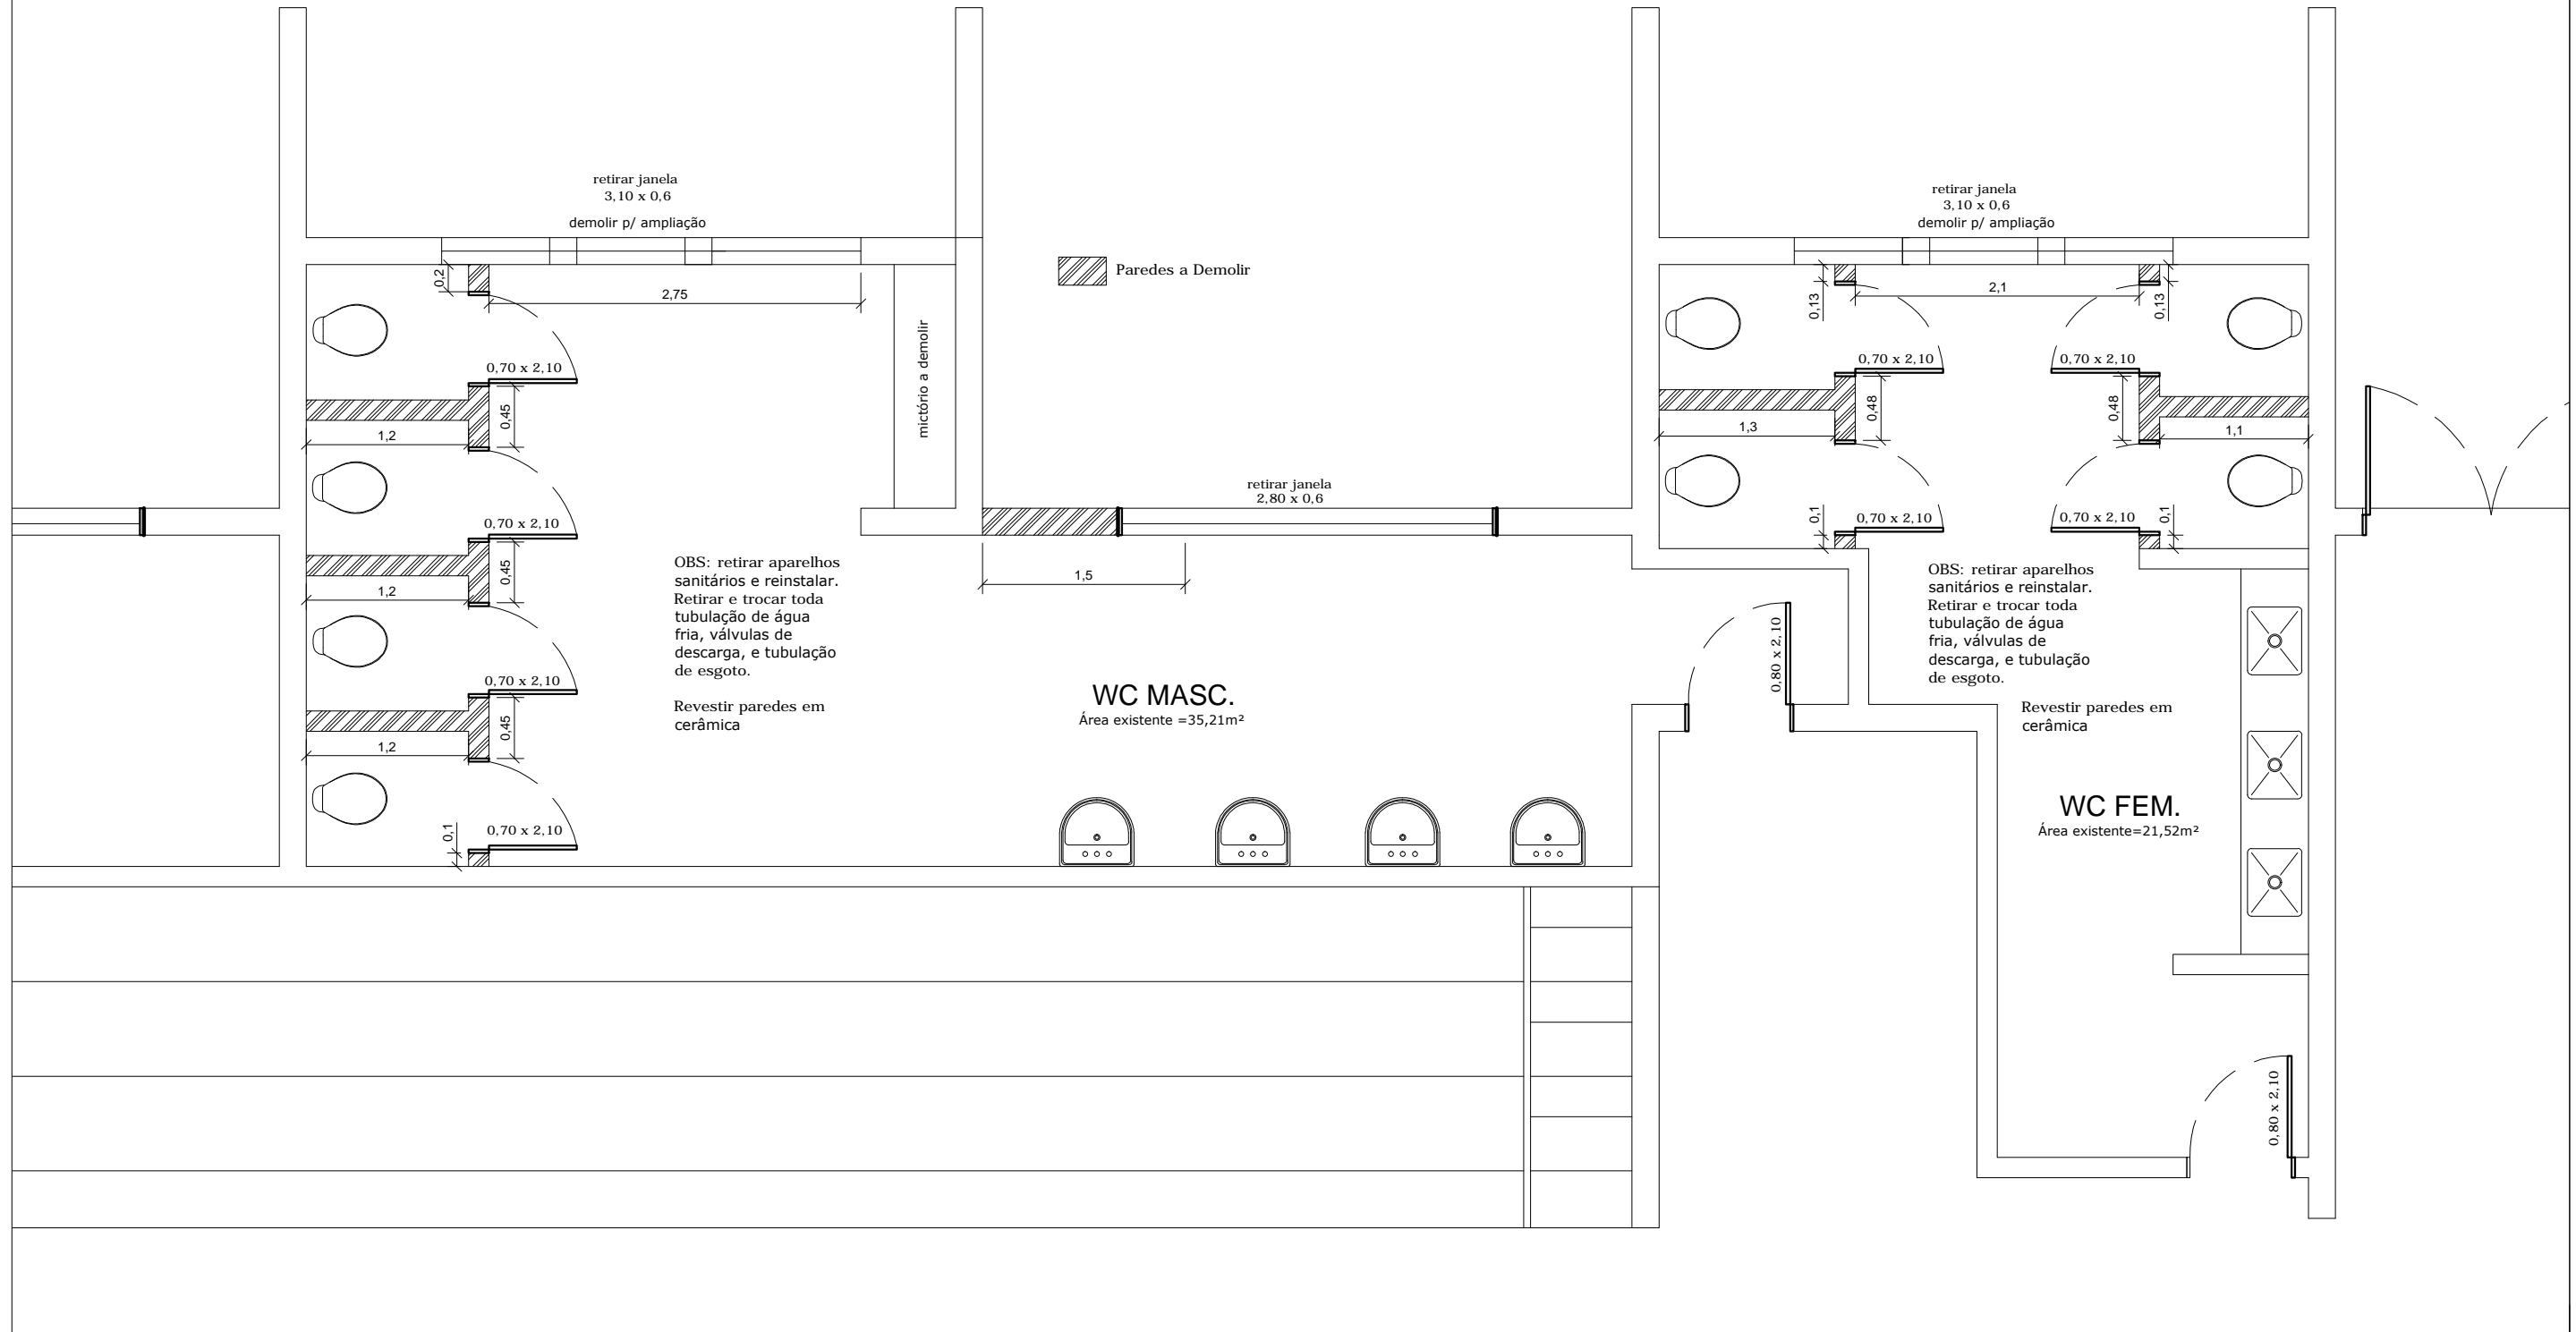 retirar janela
3,10 x 0,6
demolir p/ ampliação
retirar janela
3,10 x 0,6
demolir p/ ampliação
Paredes a Demolir
0,2
2,75
mictório a demolir
0,13
2,1
0,13
0,70 x 2,10
0,70 x 2,10
0,70 x 2,10
0,45
1,2
0,48
1,3
0,48
1,1
retirar janela
2,80 x 0,6
0,70 x 2,10
0,1
0,70 x 2,10
0,70 x 2,10
0,1
0,45
1,2
1,5
OBS: retirar aparelhos
sanitários e reinstalar.
Retirar e trocar toda
tubulação de água
fria, válvulas de
descarga, e tubulação
de esgoto.
Revestir paredes em
cerâmica
OBS: retirar aparelhos
sanitários e reinstalar.
Retirar e trocar toda
tubulação de água
fria, válvulas de
descarga, e tubulação
de esgoto.
Revestir paredes em
cerâmica
0,70 x 2,10
0,45
1,2
WC MASC.
Área existente =35,21m²
0,80 x 2,10
WC FEM.
Área existente=21,52m²
0,1
0,70 x 2,10
0,80 x 2,10